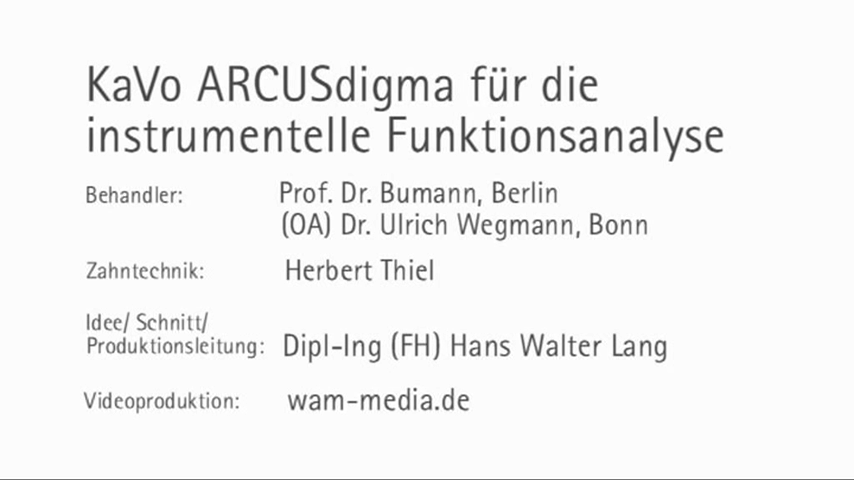 KaVo ARCUSdigma für die
instrumentelle Funktionsanalyse
Behandler: Prof. Dr. Bumann, Berlin
(OA) Dr. Ulrich Wegmann, Bonn
Zahntechnik: Herbert Thiel
Idee/ Schnitt/
Produktionsleitung: Dipl-Ing (FH) Hans Walter Lang
Videoproduktion: wam-media.de